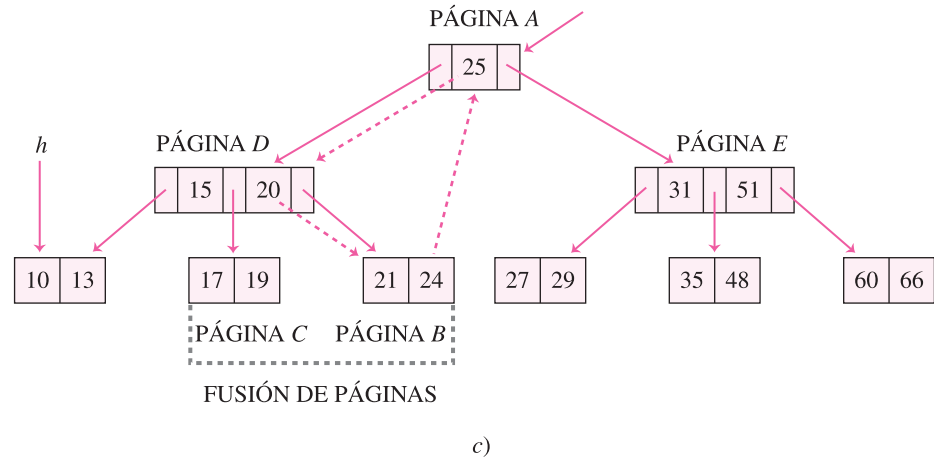 PÁGINA A
25
h
PÁGINA D
PÁGINA E
15 20
31 51
10 13
17 19
21 24
27 29
35 48
60 66
PÁGINA C
PÁGINA B
FUSIÓN DE PÁGINAS
c)